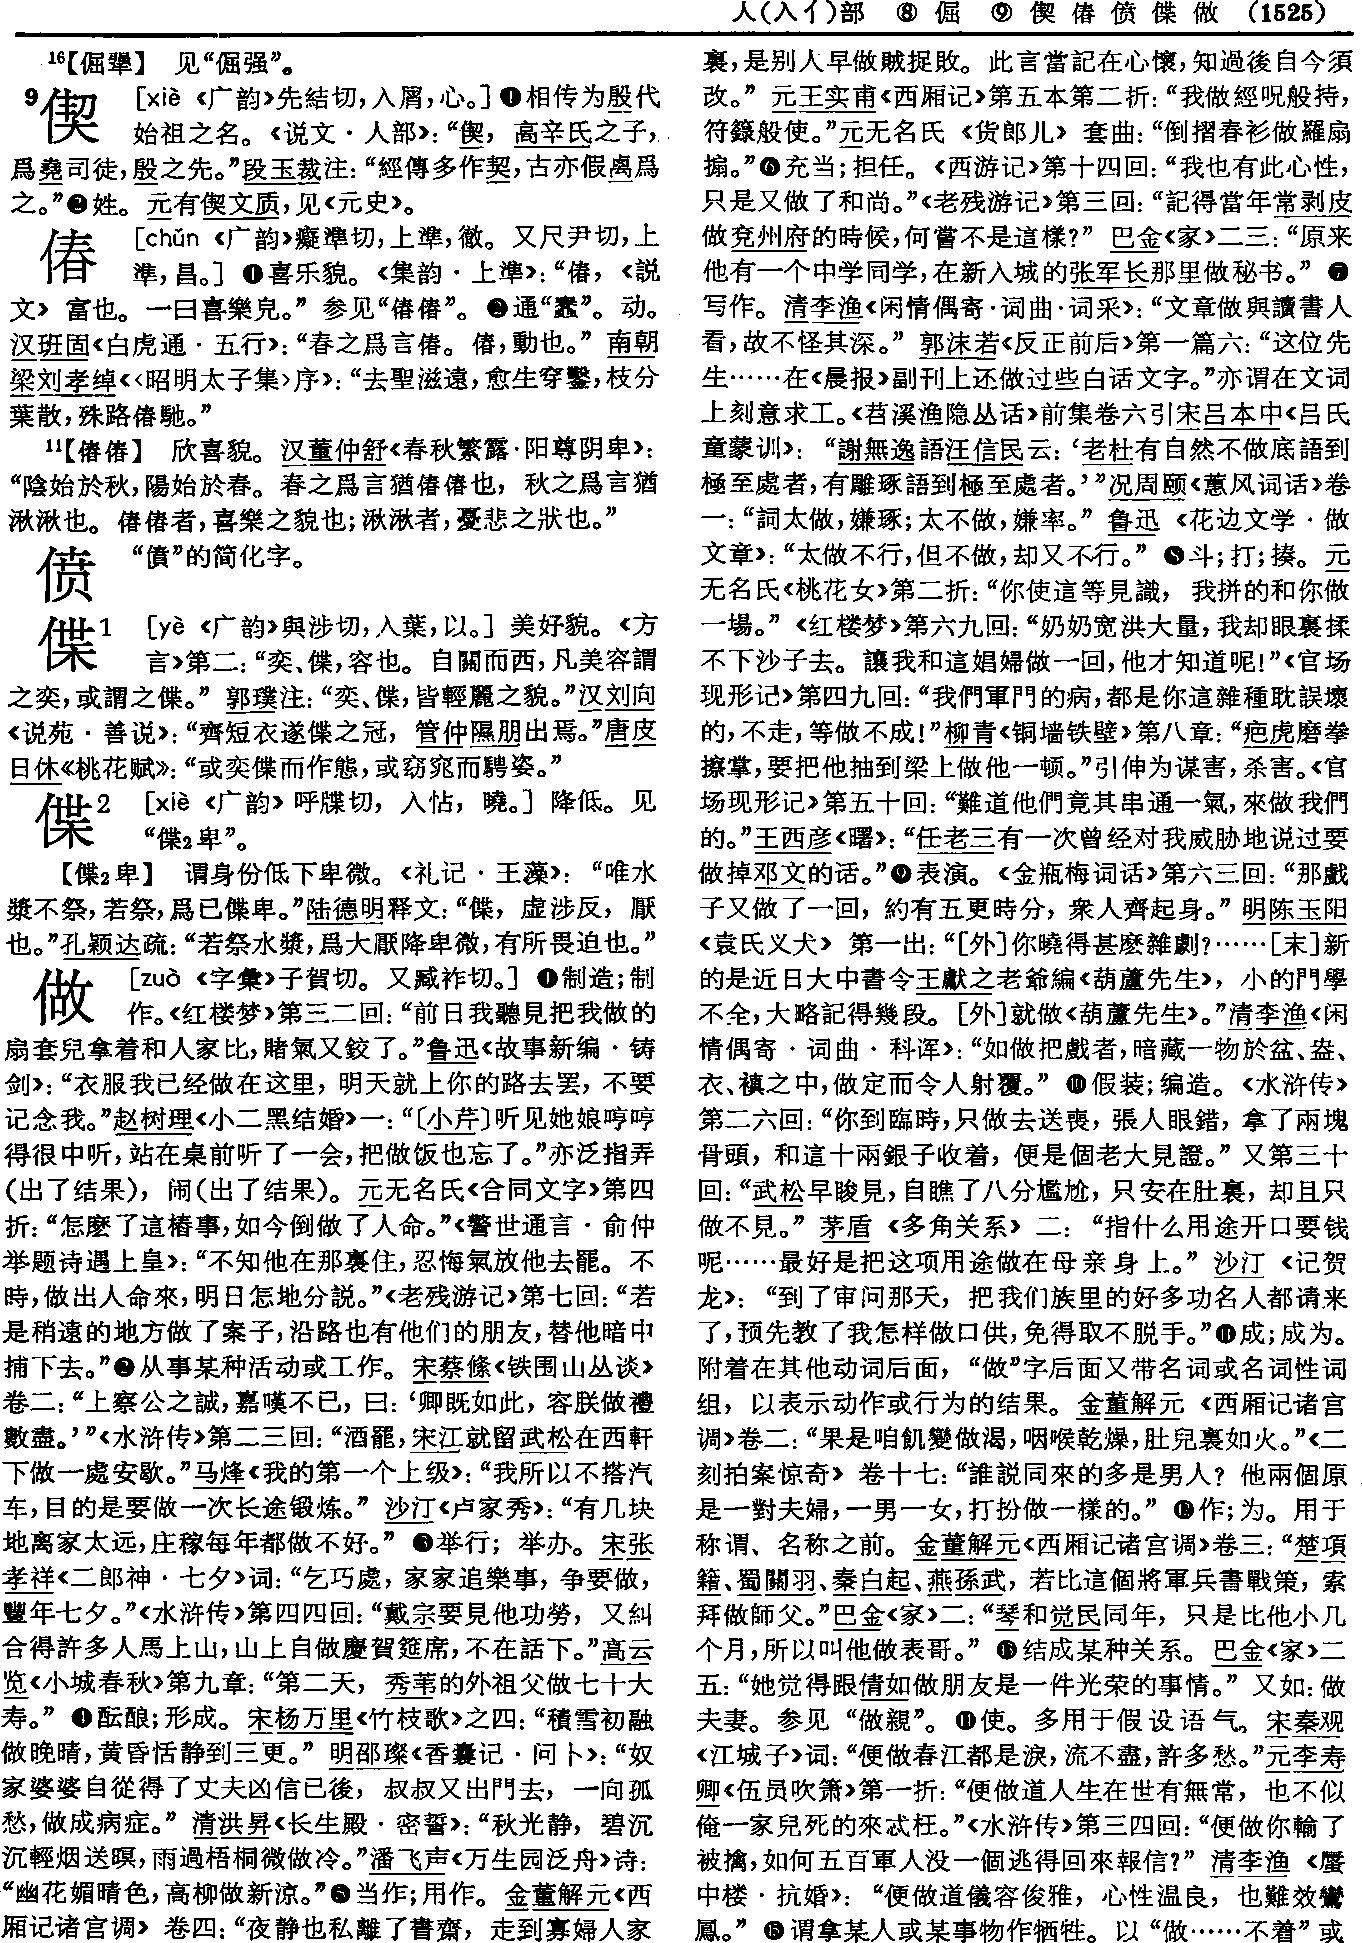 人(入亻)部 ⑧ 倔 ⑨ 偰 偆 偾 偞 做 (1525)
16【倔犟】 见“倔强”。
9偰 [xiè 《广韵》先結切,入屑,心。] ❶相传为殷代
始祖之名。《说文·人部》:“偰,高辛氏之子,
爲堯司徒,殷之先。”段玉裁注:“經傳多作契,古亦假禼爲
之。”❷姓。元有偰文质,见《元史》。
偆 [chǔn 《广韵》癡準切,上準,徹。又尺尹切,上
準,昌。] ❶喜乐貌。《集韵·上準》:“偆,《説
文》富也。一曰喜樂皃。”参见“偆偆”。❷通“蠢”。动。
汉班固《白虎通·五行》:“春之爲言偆。偆,動也。”南朝
梁刘孝绰《〈昭明太子集〉序》:“去聖滋遠,愈生穿鑿,枝分
葉散,殊路偆馳。”
11【偆偆】 欣喜貌。汉董仲舒《春秋繁露·阳尊阴卑》:
“陰始於秋,陽始於春。春之爲言猶偆偆也,秋之爲言猶
湫湫也。偆偆者,喜樂之貌也;湫湫者,憂悲之狀也。”
偾 “僨”的简化字。
偞1 [yè 《广韵》與涉切,入葉,以。] 美好貌。《方
言》第二:“奕、偞,容也。自關而西,凡美容謂
之奕,或謂之偞。”郭璞注:“奕、偞,皆輕麗之貌。”汉刘向
《说苑·善说》:“齊短衣遂偞之冠,管仲隰朋出焉。”唐皮
日休《桃花赋》:“或奕偞而作態,或窈窕而騁姿。”
偞2 [xiè 《广韵》呼牒切,入怗,曉。] 降低。见
“偞2卑”。
【偞2卑】 谓身份低下卑微。《礼记·玉藻》:“唯水
漿不祭,若祭,爲已偞卑。”陆德明释文:“偞,虚涉反,厭
也。”孔颖达疏:“若祭水漿,爲大厭降卑微,有所畏迫也。”
做 [zuò 《字彙》子賀切。又臧祚切。] ❶制造;制
作。《红楼梦》第三二回:“前日我聽見把我做的
扇套兒拿着和人家比,賭氣又鉸了。”鲁迅《故事新编·铸
剑》:“衣服我已经做在这里,明天就上你的路去罢,不要
记念我。”赵树理《小二黑结婚》一:“〔小芹〕听见她娘哼哼
得很中听,站在桌前听了一会,把做饭也忘了。”亦泛指弄
(出了结果),闹(出了结果)。元无名氏《合同文字》第四
折:“怎麽了這樁事,如今倒做了人命。”《警世通言·俞仲
举题诗遇上皇》:“不知他在那裏住,忍悔氣放他去罷。不
時,做出人命來,明日怎地分説。”《老残游记》第七回:“若
是稍遠的地方做了案子,沿路也有他们的朋友,替他暗中
捕下去。”❷从事某种活动或工作。宋蔡絛《铁围山丛谈》
卷二:“上察公之誠,嘉嘆不已,曰:‘卿既如此,容朕做禮
數盡。’”《水浒传》第二三回:“酒罷,宋江就留武松在西軒
下做一處安歇。”马烽《我的第一个上级》:“我所以不搭汽
车,目的是要做一次长途锻炼。”沙汀《卢家秀》:“有几块
地离家太远,庄稼每年都做不好。”❸举行;举办。宋张
孝祥《二郎神·七夕》词:“乞巧處,家家追樂事,争要做,
豐年七夕。”《水浒传》第四四回:“戴宗要見他功勞,又糾
合得許多人馬上山,山上自做慶賀筵席,不在話下。”高云
览《小城春秋》第九章:“第二天,秀苇的外祖父做七十大
寿。”❹酝酿;形成。宋杨万里《竹枝歌》之四:“積雪初融
做晚晴,黄昏恬静到三更。”明邵璨《香囊记·问卜》:“奴
家婆婆自從得了丈夫凶信已後,叔叔又出門去,一向孤
愁,做成病症。”清洪昇《长生殿·密誓》:“秋光静,碧沉
沉輕烟送暝,雨過梧桐微做冷。”潘飞声《万生园泛舟》诗:
“幽花媚晴色,高柳做新凉。”❺当作;用作。金董解元《西
厢记诸宫调》卷四:“夜静也私離了書齋,走到寡婦人家
裏,是别人早做賊捉敗。此言當記在心懷,知過後自今須
改。”元王实甫《西厢记》第五本第二折:“我做經呪般持,
符籙般使。”元无名氏《货郎儿》套曲:“倒摺春衫做羅扇
搧。”❻充当;担任。《西游记》第十四回:“我也有此心性,
只是又做了和尚。”《老残游记》第三回:“記得當年常剥皮
做兖州府的時候,何嘗不是這樣?”巴金《家》二三:“原来
他有一个中学同学,在新入城的张军长那里做秘书。”❼
写作。清李渔《闲情偶寄·词曲·词采》:“文章做與讀書人
看,故不怪其深。”郭沫若《反正前后》第一篇六:“这位先
生……在《晨报》副刊上还做过些白话文字。”亦谓在文词
上刻意求工。《苕溪渔隐丛话》前集卷六引宋吕本中《吕氏
童蒙训》:“謝無逸語汪信民云:‘老杜有自然不做底語到
極至處者,有雕琢語到極至處者。’”况周颐《蕙风词话》卷
一:“詞太做,嫌琢;太不做,嫌率。”鲁迅《花边文学·做
文章》:“太做不行,但不做,却又不行。”❽斗;打;揍。元
无名氏《桃花女》第二折:“你使這等見識,我拼的和你做
一場。”《红楼梦》第六九回:“奶奶宽洪大量,我却眼裏揉
不下沙子去。讓我和這娼婦做一回,他才知道呢!”《官场
现形记》第四九回:“我們軍門的病,都是你這雜種耽誤壞
的,不走,等做不成!”柳青《铜墙铁壁》第八章:“疤虎磨拳
擦掌,要把他抽到梁上做他一顿。”引伸为谋害,杀害。《官
场现形记》第五十回:“難道他們竟其串通一氣,來做我們
的。”王西彦《曙》:“任老三有一次曾经对我威胁地说过要
做掉邓文的话。”❾表演。《金瓶梅词话》第六三回:“那戲
子又做了一回,約有五更時分,衆人齊起身。”明陈玉阳
《袁氏义犬》第一出:“[外]你曉得甚麽雜劇?……[末]新
的是近日大中書令王獻之老爺編《葫蘆先生》,小的門學
不全,大略記得幾段。[外]就做《葫蘆先生》。”清李渔《闲
情偶寄·词曲·科诨》:“如做把戲者,暗藏一物於盆、盎、
衣、襀之中,做定而令人射覆。”❿假装;编造。《水浒传》
第二六回:“你到臨時,只做去送喪,張人眼錯,拿了兩塊
骨頭,和這十兩銀子收着,便是個老大見證。”又第三十
回:“武松早睃見,自瞧了八分尷尬,只安在肚裏,却且只
做不見。”茅盾《多角关系》二:“指什么用途开口要钱
呢……最好是把这项用途做在母亲身上。”沙汀《记贺
龙》:“到了审问那天,把我们族里的好多功名人都请来
了,预先教了我怎样做口供,免得取不脱手。”⓫成;成为。
附着在其他动词后面,“做”字后面又带名词或名词性词
组,以表示动作或行为的结果。金董解元《西厢记诸宫
调》卷二:“果是咱飢變做渴,咽喉乾燥,肚兒裏如火。”《二
刻拍案惊奇》卷十七:“誰説同來的多是男人?他兩個原
是一對夫婦,一男一女,打扮做一樣的。”⓬作;为。用于
称谓、名称之前。金董解元《西厢记诸宫调》卷三:“楚項
籍、蜀關羽、秦白起、燕孫武,若比這個將軍兵書戰策,索
拜做師父。”巴金《家》二:“琴和觉民同年,只是比他小几
个月,所以叫他做表哥。”⓭结成某种关系。巴金《家》二
五:“她觉得跟倩如做朋友是一件光荣的事情。”又如:做
夫妻。参见“做親”。⓮使。多用于假设语气。宋秦观
《江城子》词:“便做春江都是淚,流不盡,許多愁。”元李寿
卿《伍员吹箫》第一折:“便做道人生在世有無常,也不似
俺一家兒死的來忒枉。”《水浒传》第三四回:“便做你輸了
被擒,如何五百軍人没一個逃得回來報信?”清李渔《蜃
中楼·抗婚》:“便做道儀容俊雅,心性温良,也難效鸞
鳳。”⓯谓拿某人或某事物作牺牲。以“做……不着”或